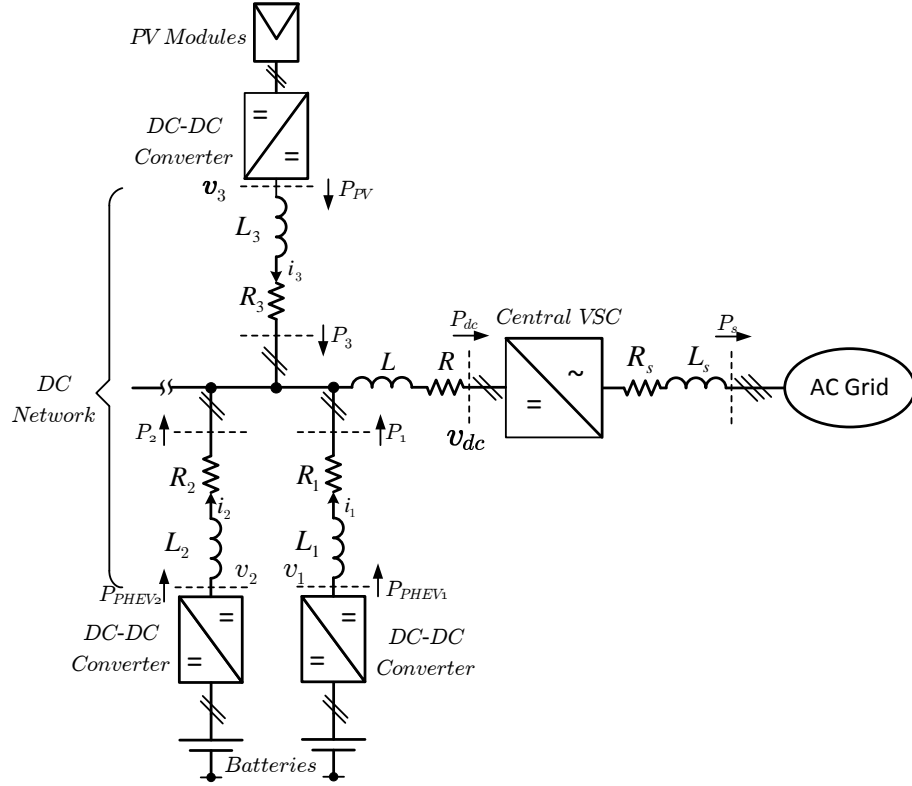 PV Modules
DC-DC
Converter
=
=
v3
PPV
L3
i3
R3
P3
Pdc
Central VSC
Ps
L
R
~
=
Rs
Ls
AC Grid
DC
Network
P2
P1
vdc
R2
R1
i2
i1
L2
L1
v2
v1
PPHEV2
PPHEV1
=
=
=
=
DC-DC
Converter
DC-DC
Converter
Batteries